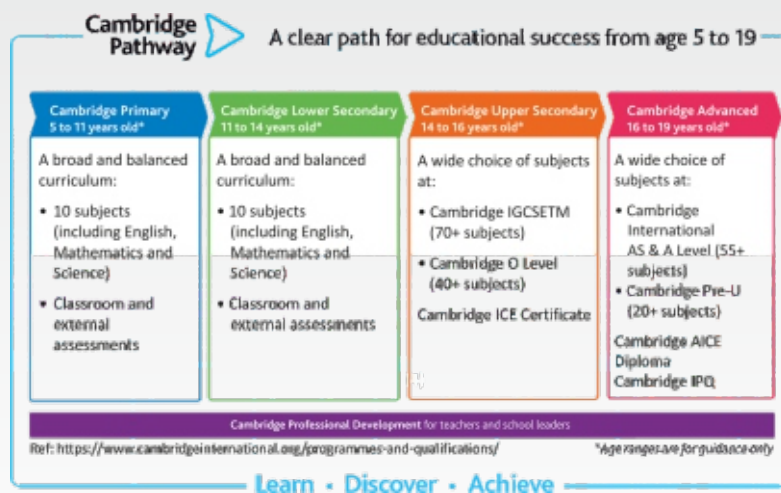 Cambridge
Pathway
A clear path for educational success from age 5 to 19
Cambridge Primary
5 to 11 years old*
A broad and balanced
curriculum:
• 10 subjects
(including English,
Mathematics and
Science)
• Classroom and
external
assessments
Cambridge Lower Secondary
11 to 14 years old*
A broad and balanced
curriculum:
• 10 subjects
(including English,
Mathematics and
Science)
• Classroom and
external assessments
Cambridge Upper Secondary
14 to 16 years old*
A wide choice of subjects
at:
• Cambridge IGCSETM
(70+ subjects)
• Cambridge O Level
(40+ subjects)
Cambridge ICE Certificate
Cambridge Advanced
16 to 19 years old*
A wide choice of
subjects at:
• Cambridge
International
AS & A Level (55+
subjects)
• Cambridge Pre-U
(20+ subjects)
Cambridge AICE
Diploma
Cambridge IPQ
Cambridge Professional Development for teachers and school leaders
Ref: https://www.cambridgeinternational.org/programmes-and-qualifications/
*Age ranges are for guidance only
Learn • Discover • Achieve